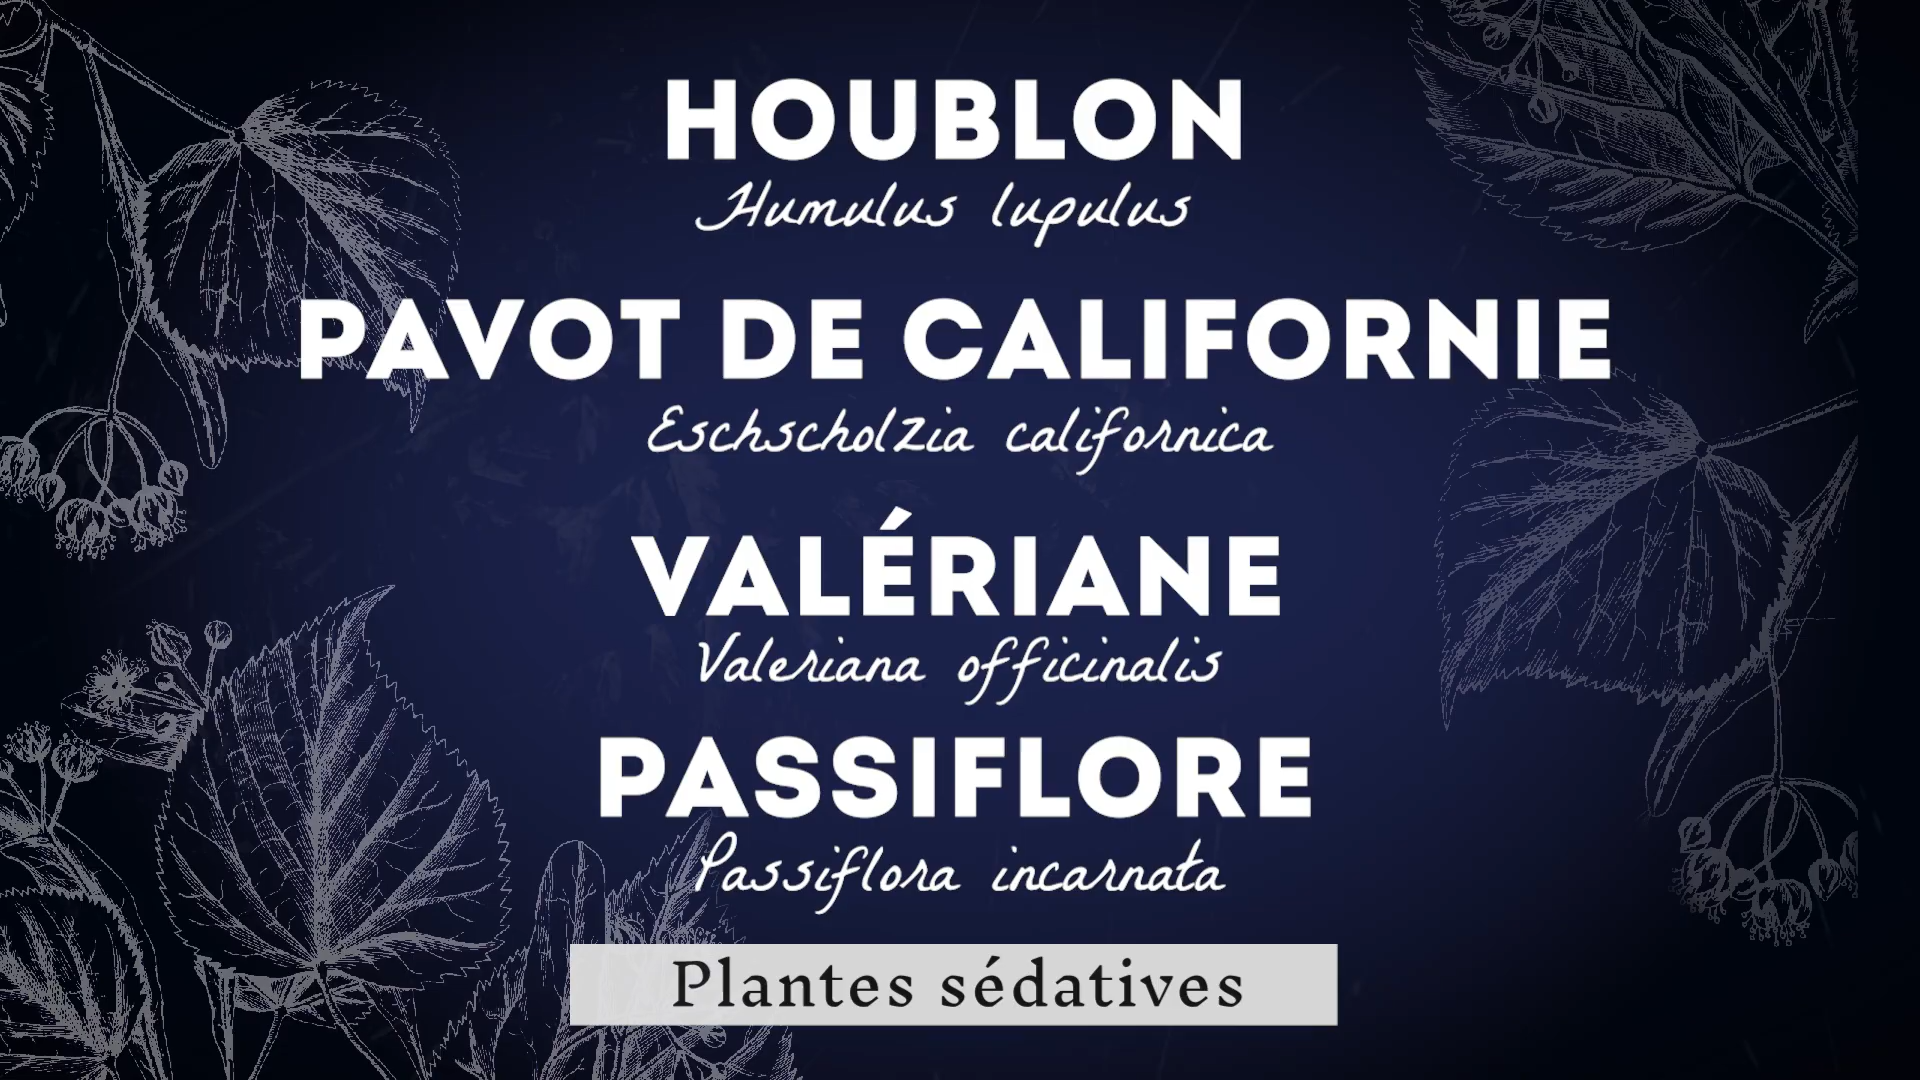 HOUBLON
Humulus lupulus
PAVOT DE CALIFORNIE
Eschscholzia californica
VALÉRIANE
Valeriana officinalis
PASSIFLORE
Passiflora incarnata
Plantes sédatives